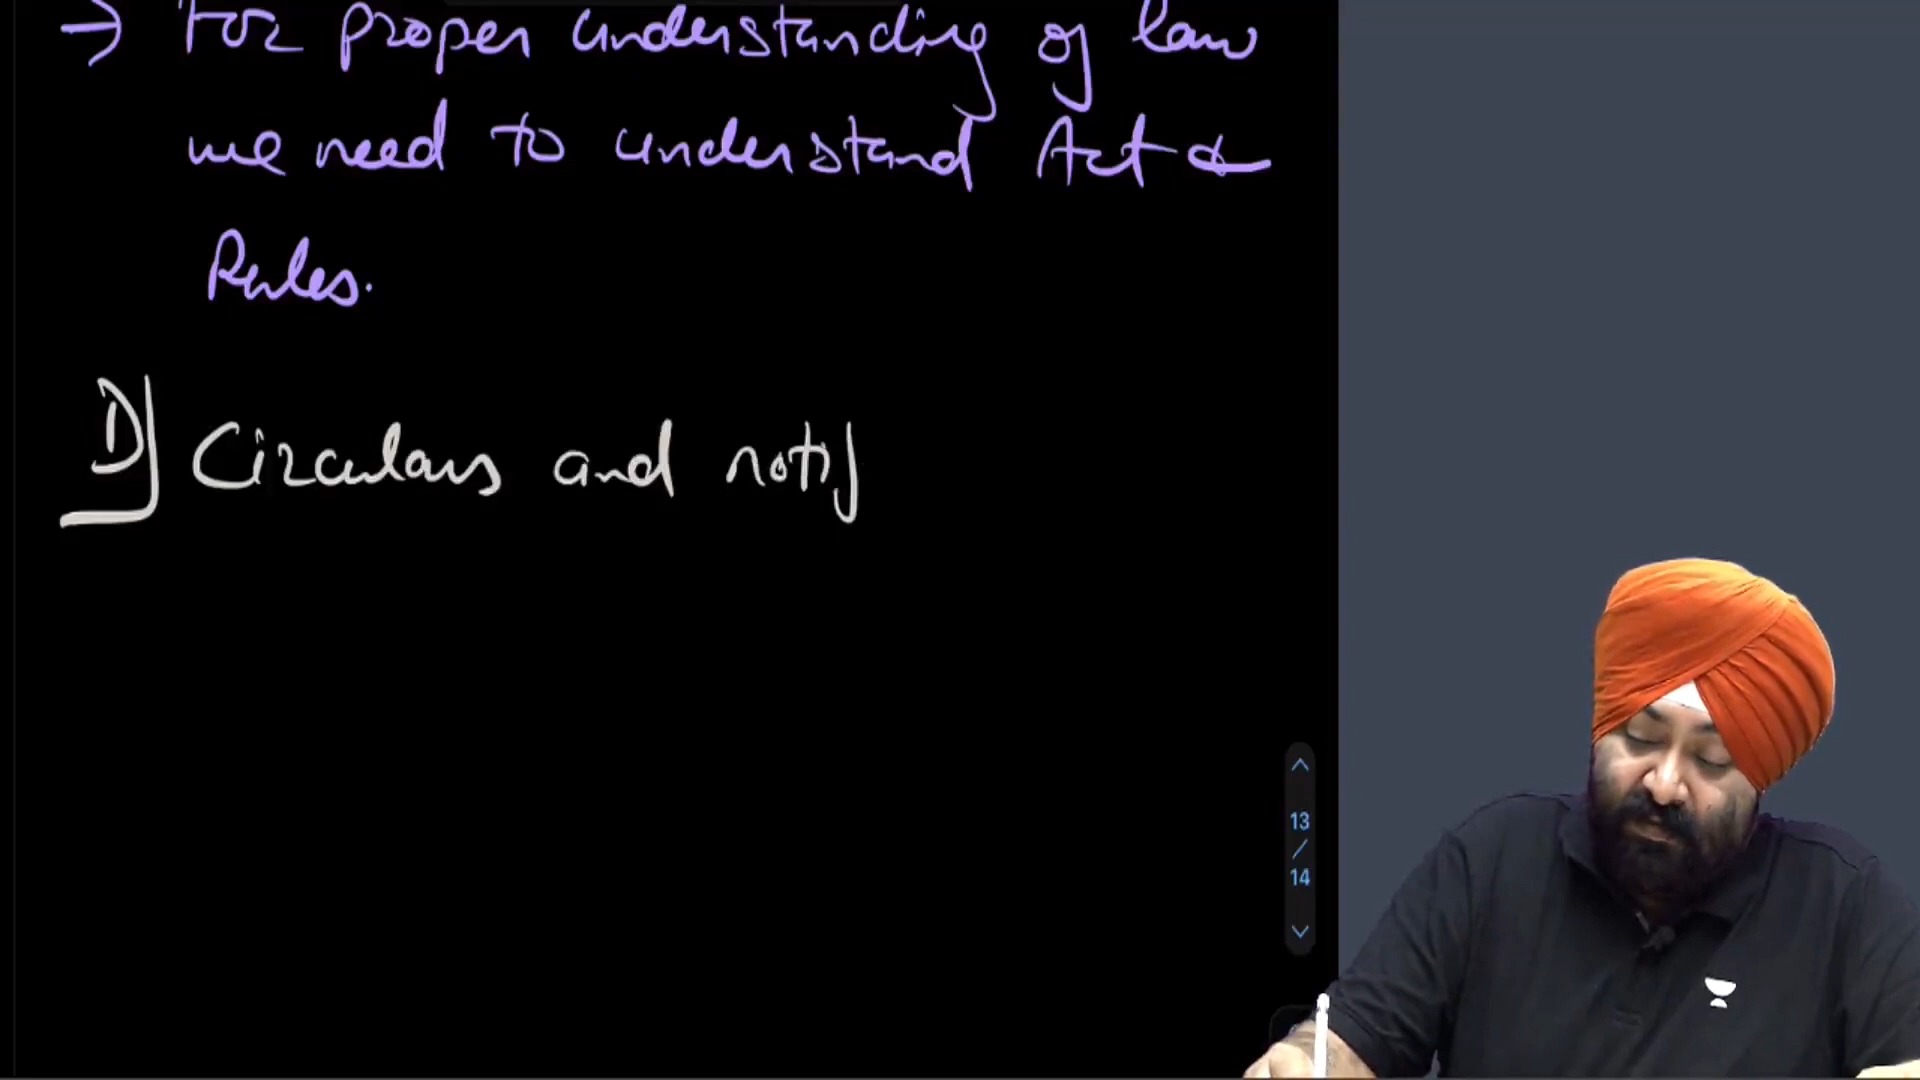 → For proper understanding of law
we need to understand Act &
Rules.
D] Circulars and notif
13
/
14